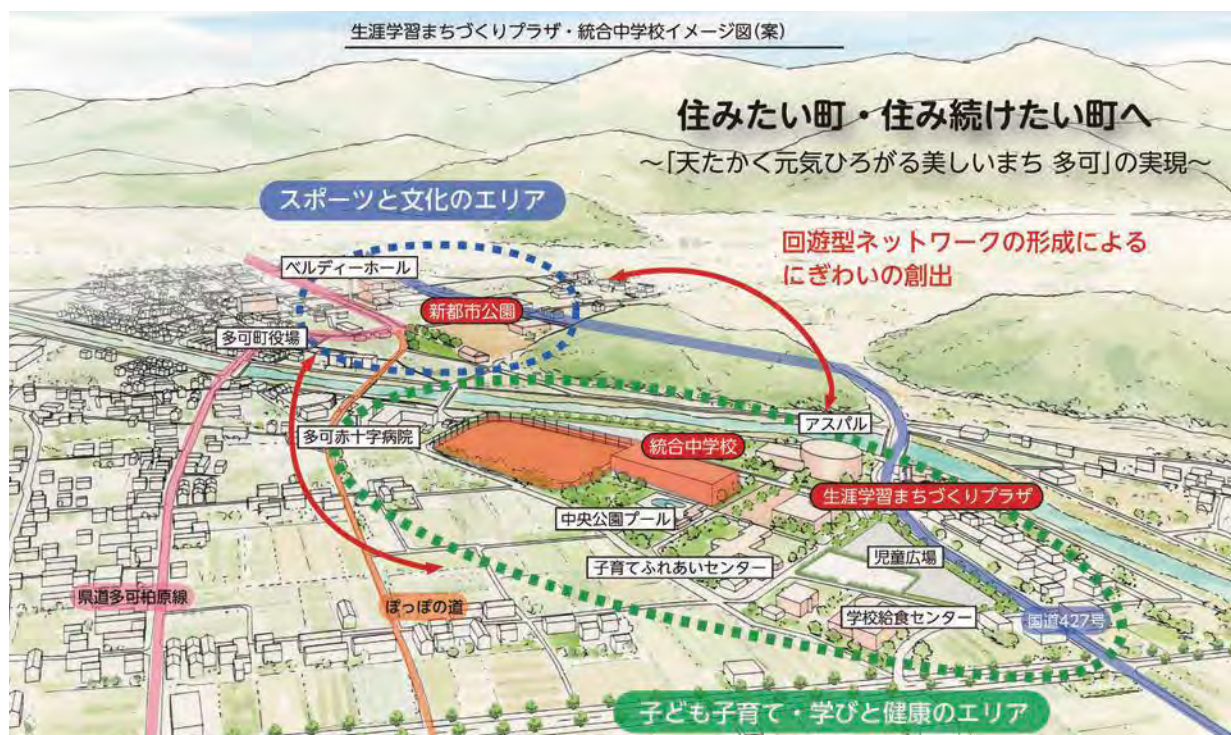 生涯学習まちづくりプラザ・統合中学校イメージ図(案)
住みたい町・住み続けたい町へ
～「天たかく元気ひろがる美しいまち 多可」の実現～
スポーツと文化のエリア
回遊型ネットワークの形成による
にぎわいの創出
ベルディーホール
新都市公園
多可町役場
アスパル
多可赤十字病院
統合中学校
生涯学習まちづくりプラザ
中央公園プール
児童広場
子育てふれあいセンター
県道多可柏原線
ぽっぽの道
学校給食センター
国道427号
子ども子育て・学びと健康のエリア